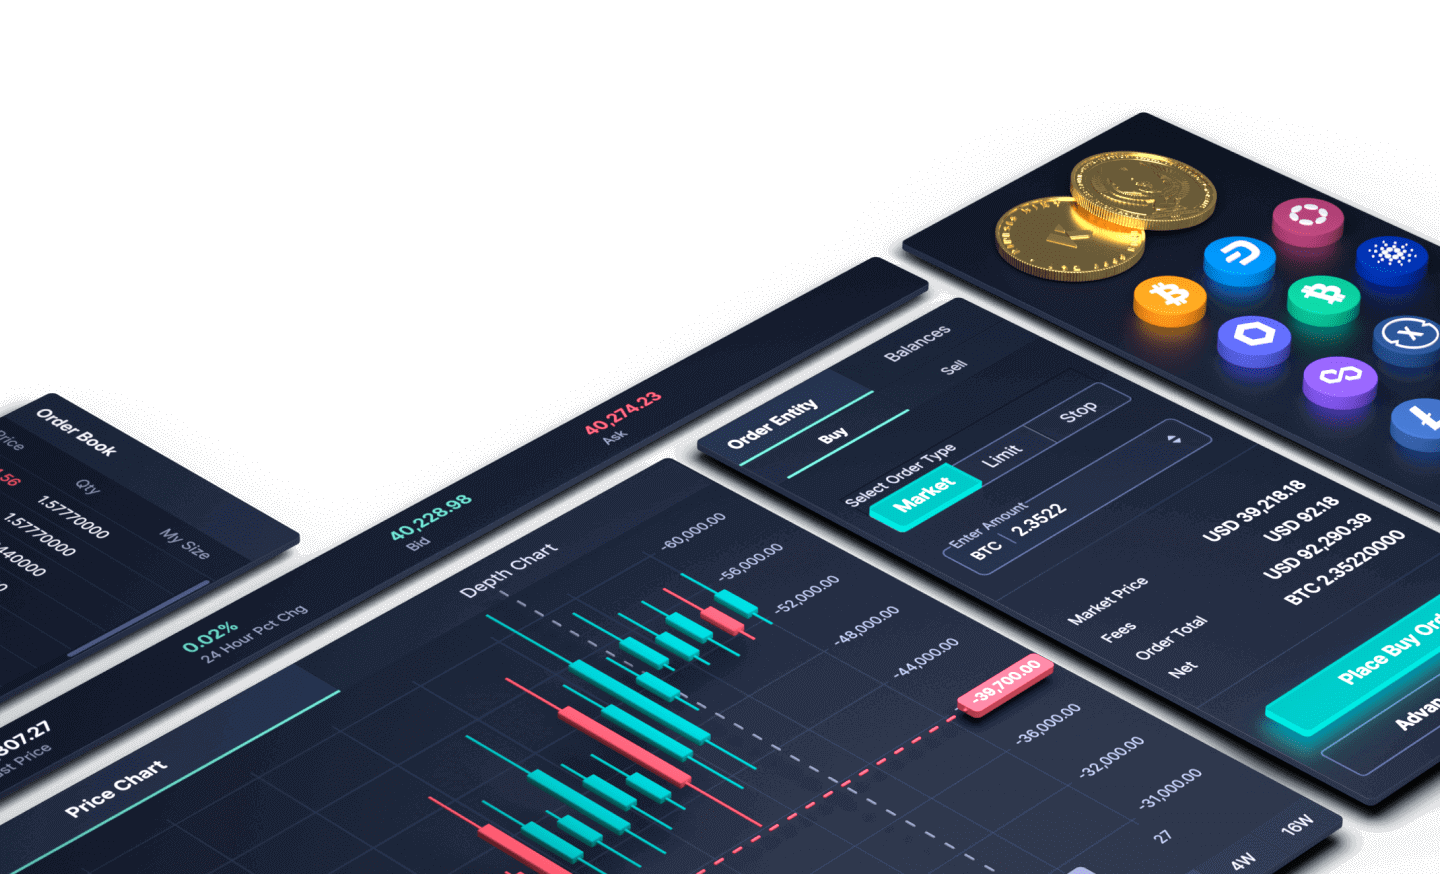 Order Book
Price
Qty
My Size
.56
1.57770000
1.57770000
440000
0
307.27
ast Price
0.02%
24 Hour Pct Chg
40,228.98
Bid
40,274.23
Ask
Price Chart
Depth Chart
-60,000.00
-56,000.00
-52,000.00
-48,000.00
-44,000.00
-39,700.00
-36,000.00
-32,000.00
-31,000.00
27
4W
16W
Order Entity
Balances
Buy
Sell
Select Order Type
Market
Limit
Stop
Enter Amount
BTC 2.3522
Market Price USD 39,218.18
Fees USD 92.18
Order Total USD 92,290.39
Net BTC 2.35220000
Place Buy Ord
Advan